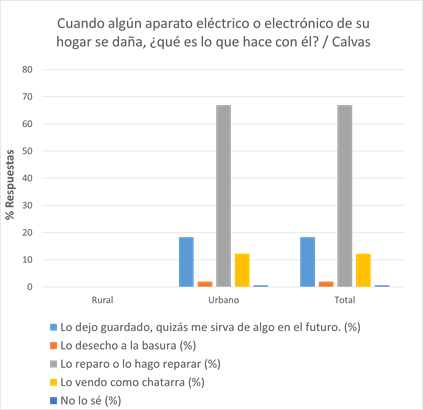 Cuando algún aparato eléctrico o electrónico de su
hogar se daña, ¿qué es lo que hace con él? / Calvas
% Respuestas
80
70
60
50
40
30
20
10
0
Rural
Urbano
Total
Lo dejo guardado, quizás me sirva de algo en el futuro. (%)
Lo desecho a la basura (%)
Lo reparo o lo hago reparar (%)
Lo vendo como chatarra (%)
No lo sé (%)